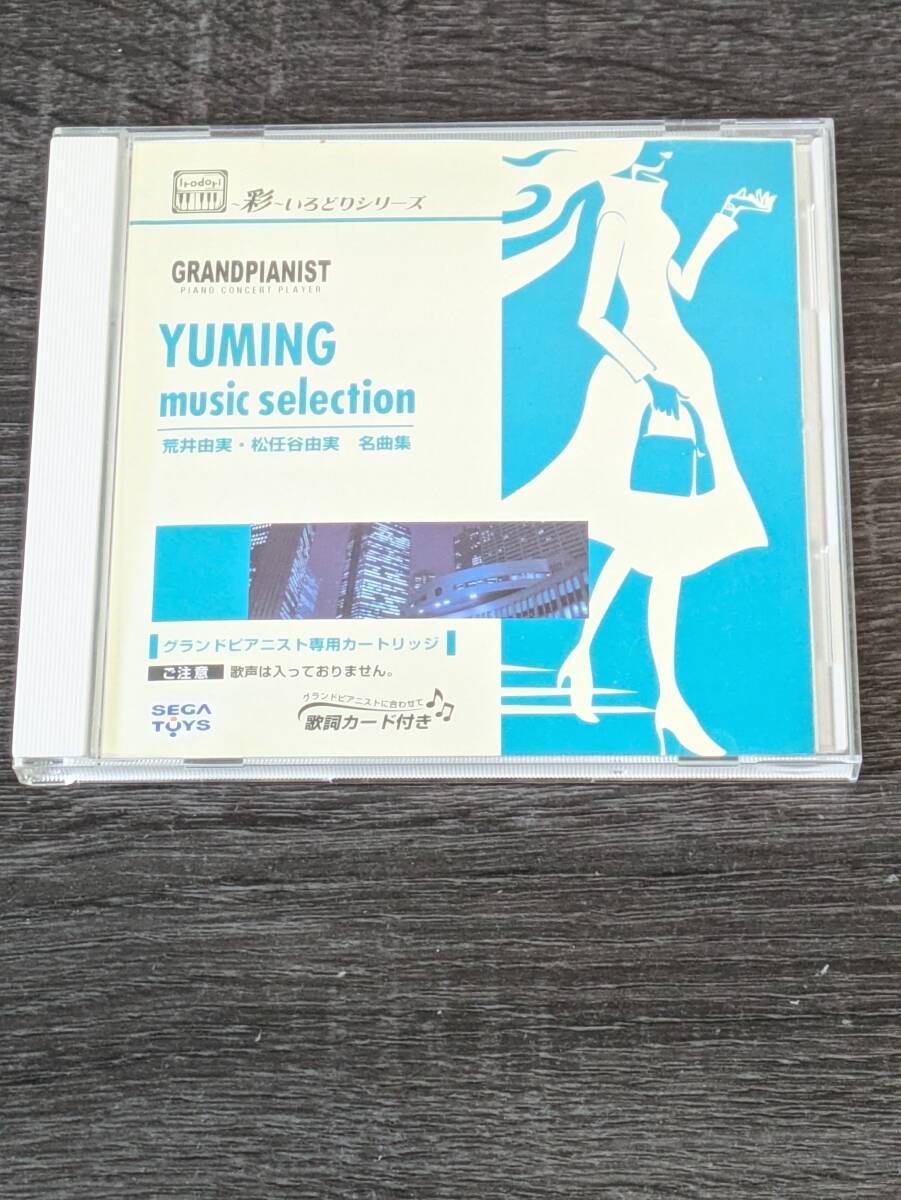 irodori
~彩~いろどりシリーズ
GRANDPIANIST
PIANO CONCERT PLAYER
YUMING
music selection
荒井由実・松任谷由実 名曲集
グランドピアニスト専用カートリッジ
ご注意 歌声は入っておりません。
SEGA
TOYS
グランドピアニストに合わせて
歌詞カード付き